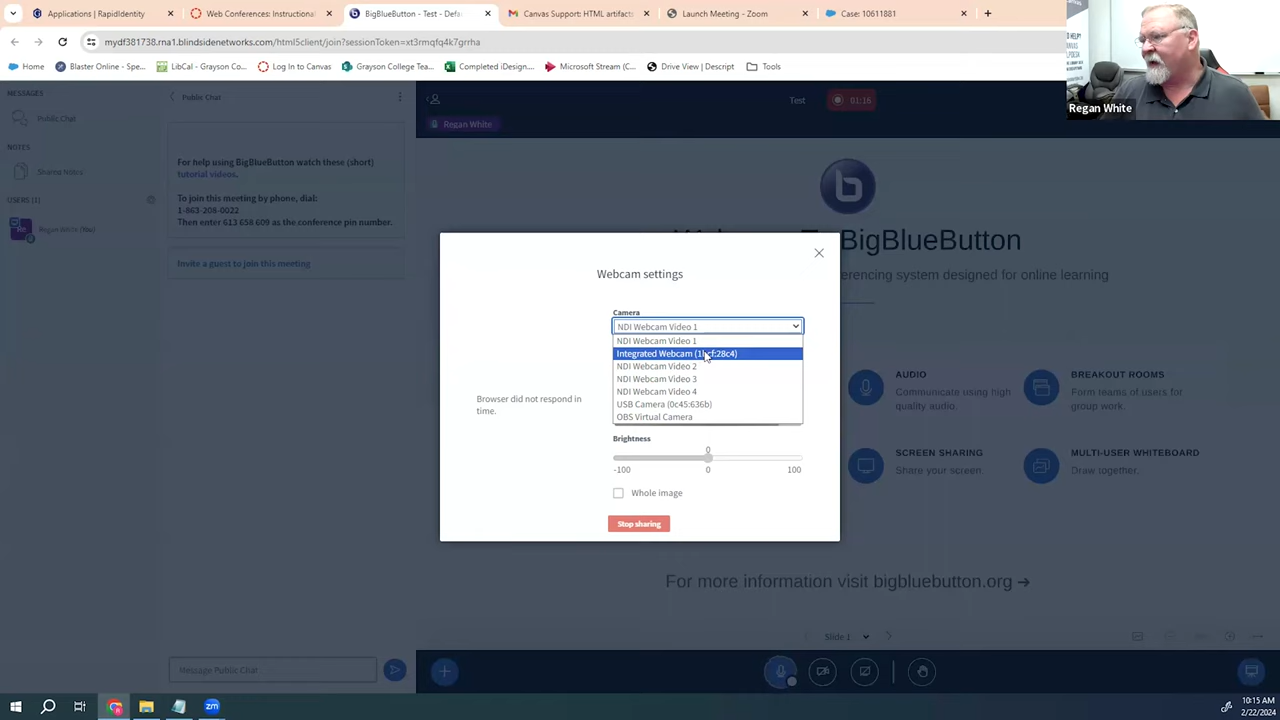 Applications | RapidIdentity
Web Conferences: Instructional
BigBlueButton - Test - Defa
Canvas Support: HTML artifacts
Launch Meeting - Zoom
Case: 10611881
mydf381738.rna1.blindsidenetworks.com/html5client/join?sessionToken=xt3rmqfq4k7grrha
Home
Blaster Online - Spe...
LibCal - Grayson Co...
Log In to Canvas
Grayson College Tea...
Completed iDesign...
Microsoft Stream (C...
Drive View | Descript
Tools
Regan White
MESSAGES
Public Chat
NOTES
Shared Notes
USERS (1)
Re
Regan White (You)
Public Chat
For help using BigBlueButton watch these (short)
tutorial videos.
To join this meeting by phone, dial:
1-863-208-0022
Then enter 613 658 609 as the conference pin number.
Invite a guest to join this meeting
Message Public Chat
Test
01:16
Regan White
BigBlueButton
ferencing system designed for online learning
Webcam settings
Camera
NDI Webcam Video 1
NDI Webcam Video 1
Integrated Webcam
NDI Webcam Video 2
NDI Webcam Video 3
NDI Webcam Video 4
USB Camera (0c45:636b)
OBS Virtual Camera
Browser did not respond in
time.
Brightness
0
-100 0 100
Whole image
Stop sharing
AUDIO
Communicate using high
quality audio.
BREAKOUT ROOMS
Form teams of users for
group work.
SCREEN SHARING
Share your screen.
MULTI-USER WHITEBOARD
Draw together.
For more information visit bigbluebutton.org →
Slide 1
zm
10:15 AM
2/22/2024